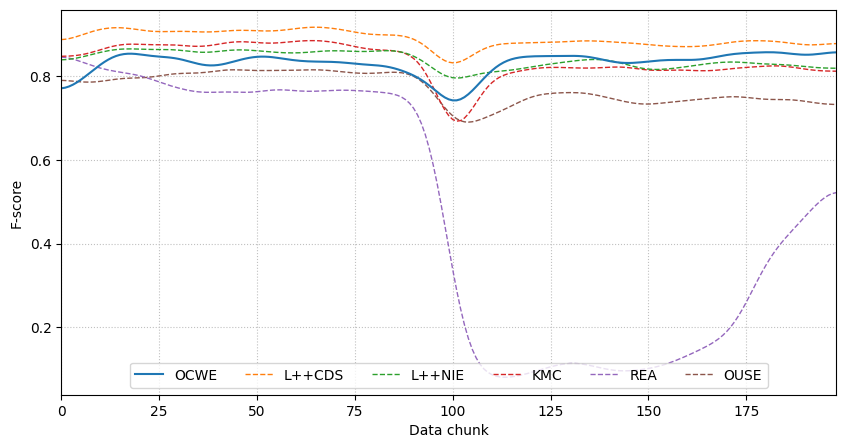 0.8
0.6
0.4
0.2
F-score
OCWE L++CDS L++NIE KMC REA OUSE
0 25 50 75 100 125 150 175
Data chunk